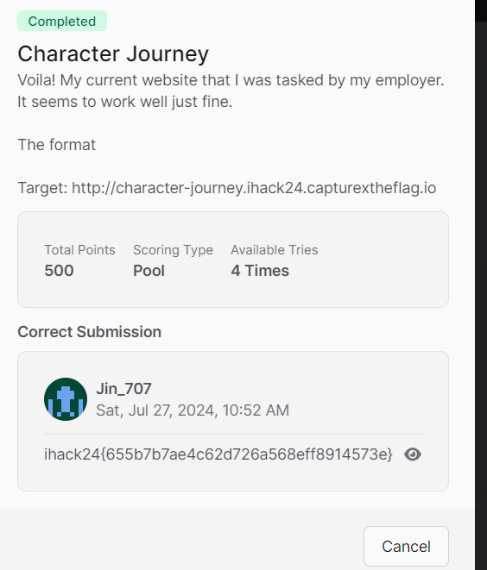 Completed
Character Journey
Voila! My current website that I was tasked by my employer.
It seems to work well just fine.
The format
Target: http://character-journey.ihack24.capturextheflag.io
Total Points Scoring Type Available Tries
500 Pool 4 Times
Correct Submission
Jin_707
Sat, Jul 27, 2024, 10:52 AM
ihack24{655b7b7ae4c62d726a568eff8914573e}
Cancel